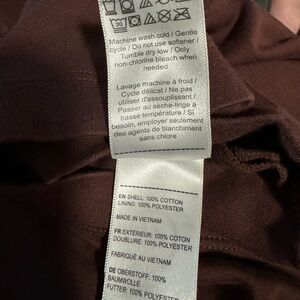 30
Machine wash cold / Gentle
cycle / Do not use softener /
Tumble dry low / Only
non-chlorine bleach when
needed
Lavage machine à froid /
Cycle délicat / Ne pas
utiliser d'assouplissant /
Passer au sèche-linge à
basse température / Si
besoin, employer seulement
des agents de blanchiment
sans chlore
EN SHELL: 100% COTTON
LINING: 100% POLYESTER
MADE IN VIETNAM
FR EXTÉRIEUR: 100% COTON
DOUBLURE: 100% POLYESTER
FABRIQUÉ AU VIETNAM
DE OBERSTOFF: 100%
BAUMWOLLE
FUTTER: 100% POLYESTER